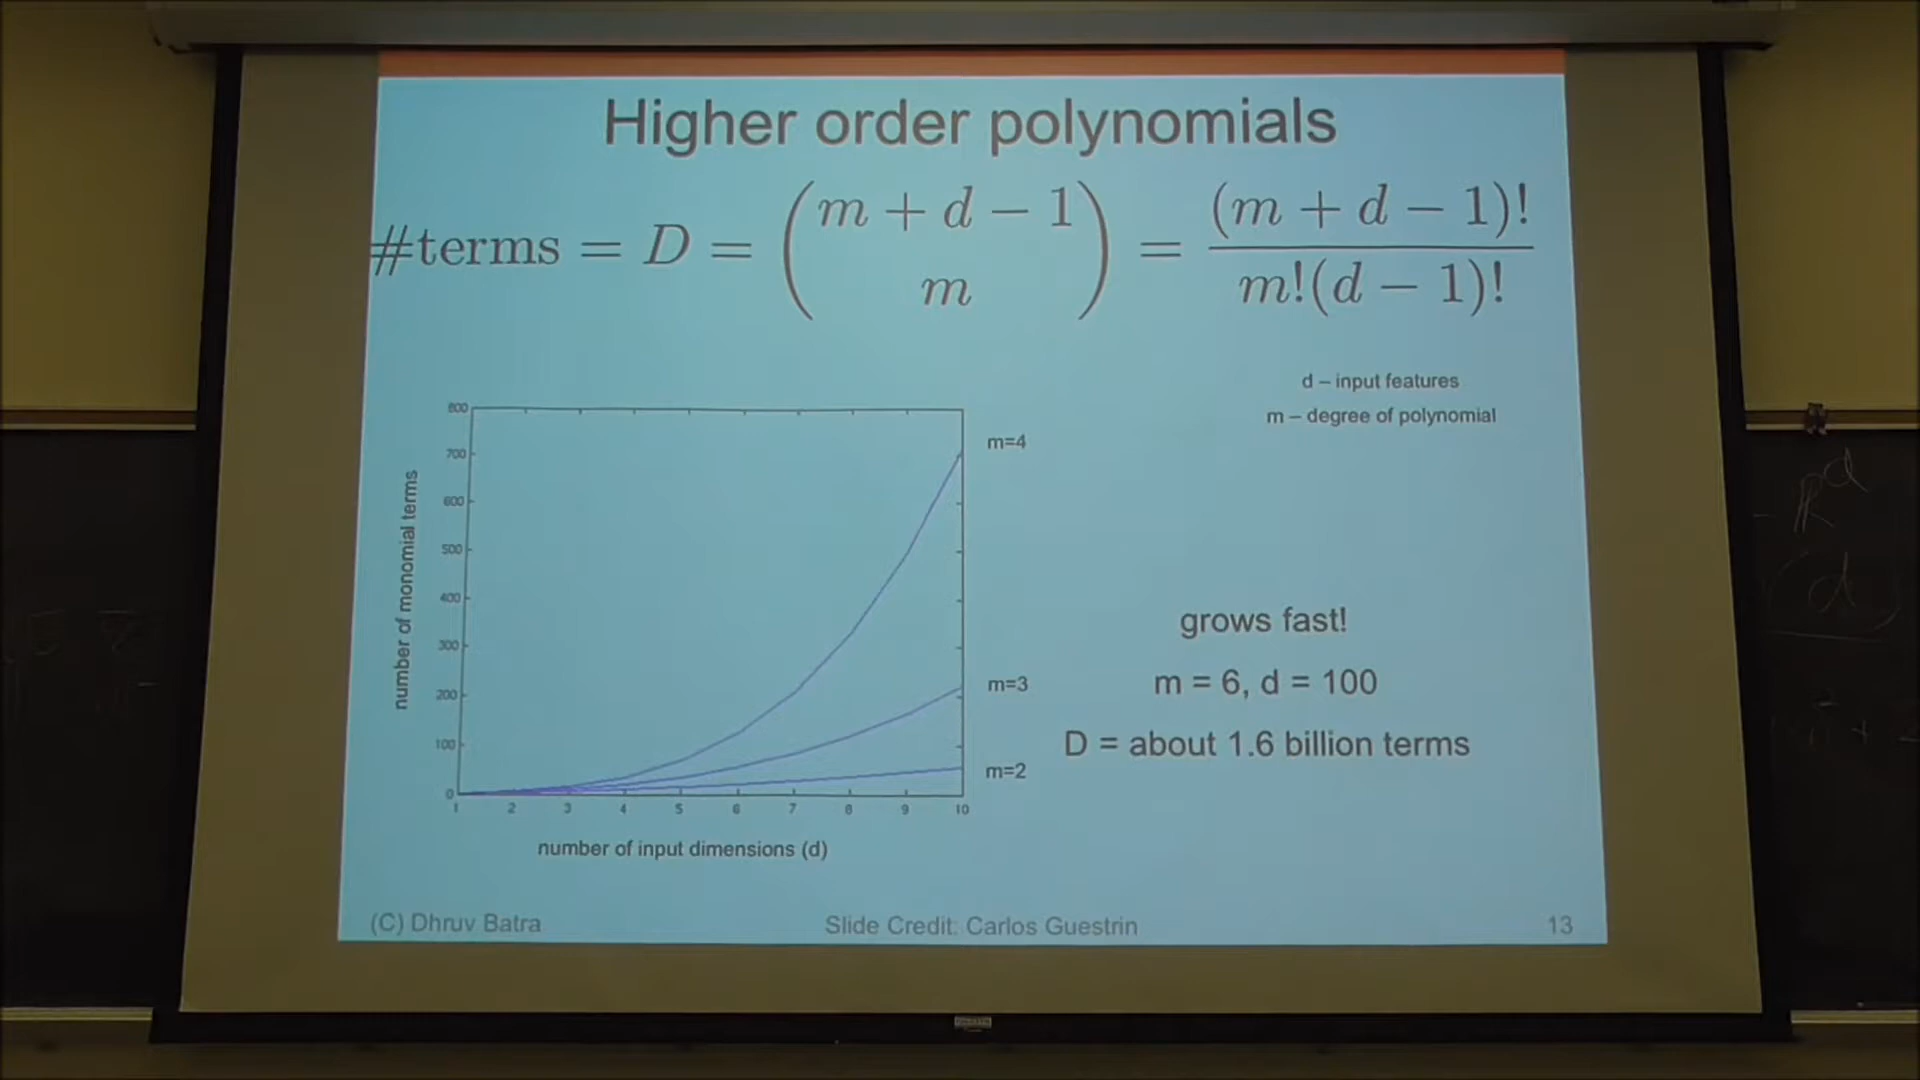 Higher order polynomials
#terms = D = (m + d − 1 m) = (m + d − 1)! / m!(d − 1)!
d – input features
m – degree of polynomial
800
700
600
500
400
300
200
100
0
number of monomial terms
m=4
m=3
m=2
1 2 3 4 5 6 7 8 9 10
number of input dimensions (d)
grows fast!
m = 6, d = 100
D = about 1.6 billion terms
(C) Dhruv Batra
Slide Credit: Carlos Guestrin
13